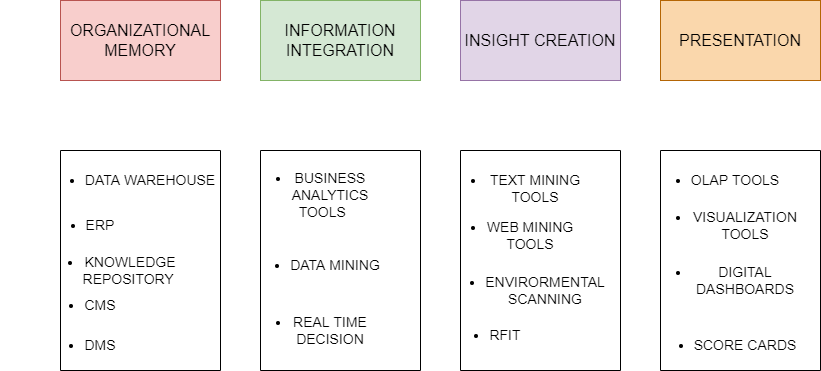 ORGANIZATIONAL
MEMORY
INFORMATION
INTEGRATION
INSIGHT CREATION
PRESENTATION
• DATA WAREHOUSE
• ERP
• KNOWLEDGE
REPOSITORY
• CMS
• DMS
• BUSINESS
ANALYTICS
TOOLS
• DATA MINING
• REAL TIME
DECISION
• TEXT MINING
TOOLS
• WEB MINING
TOOLS
• ENVIRORMENTAL
SCANNING
• RFIT
• OLAP TOOLS
• VISUALIZATION
TOOLS
• DIGITAL
DASHBOARDS
• SCORE CARDS